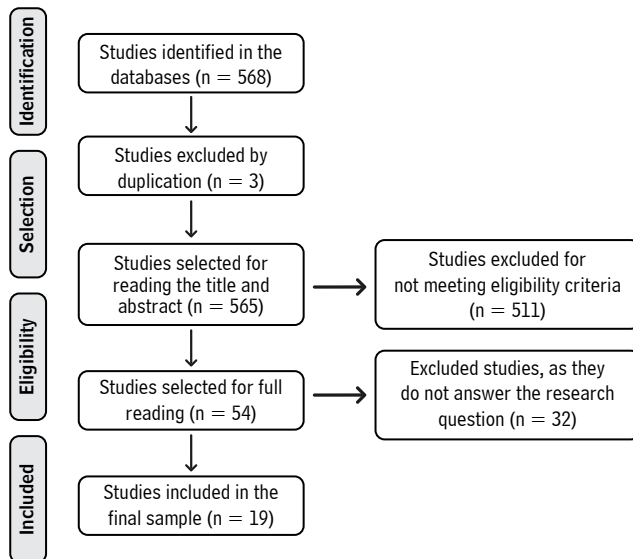 Identification
Studies identified in the
databases (n = 568)
Studies excluded by
duplication (n = 3)
Selection
Studies selected for
reading the title and
abstract (n = 565)
Studies excluded for
not meeting eligibility criteria
(n = 511)
Eligibility
Studies selected for full
reading (n = 54)
Excluded studies, as they
do not answer the research
question (n = 32)
Included
Studies included in the
final sample (n = 19)